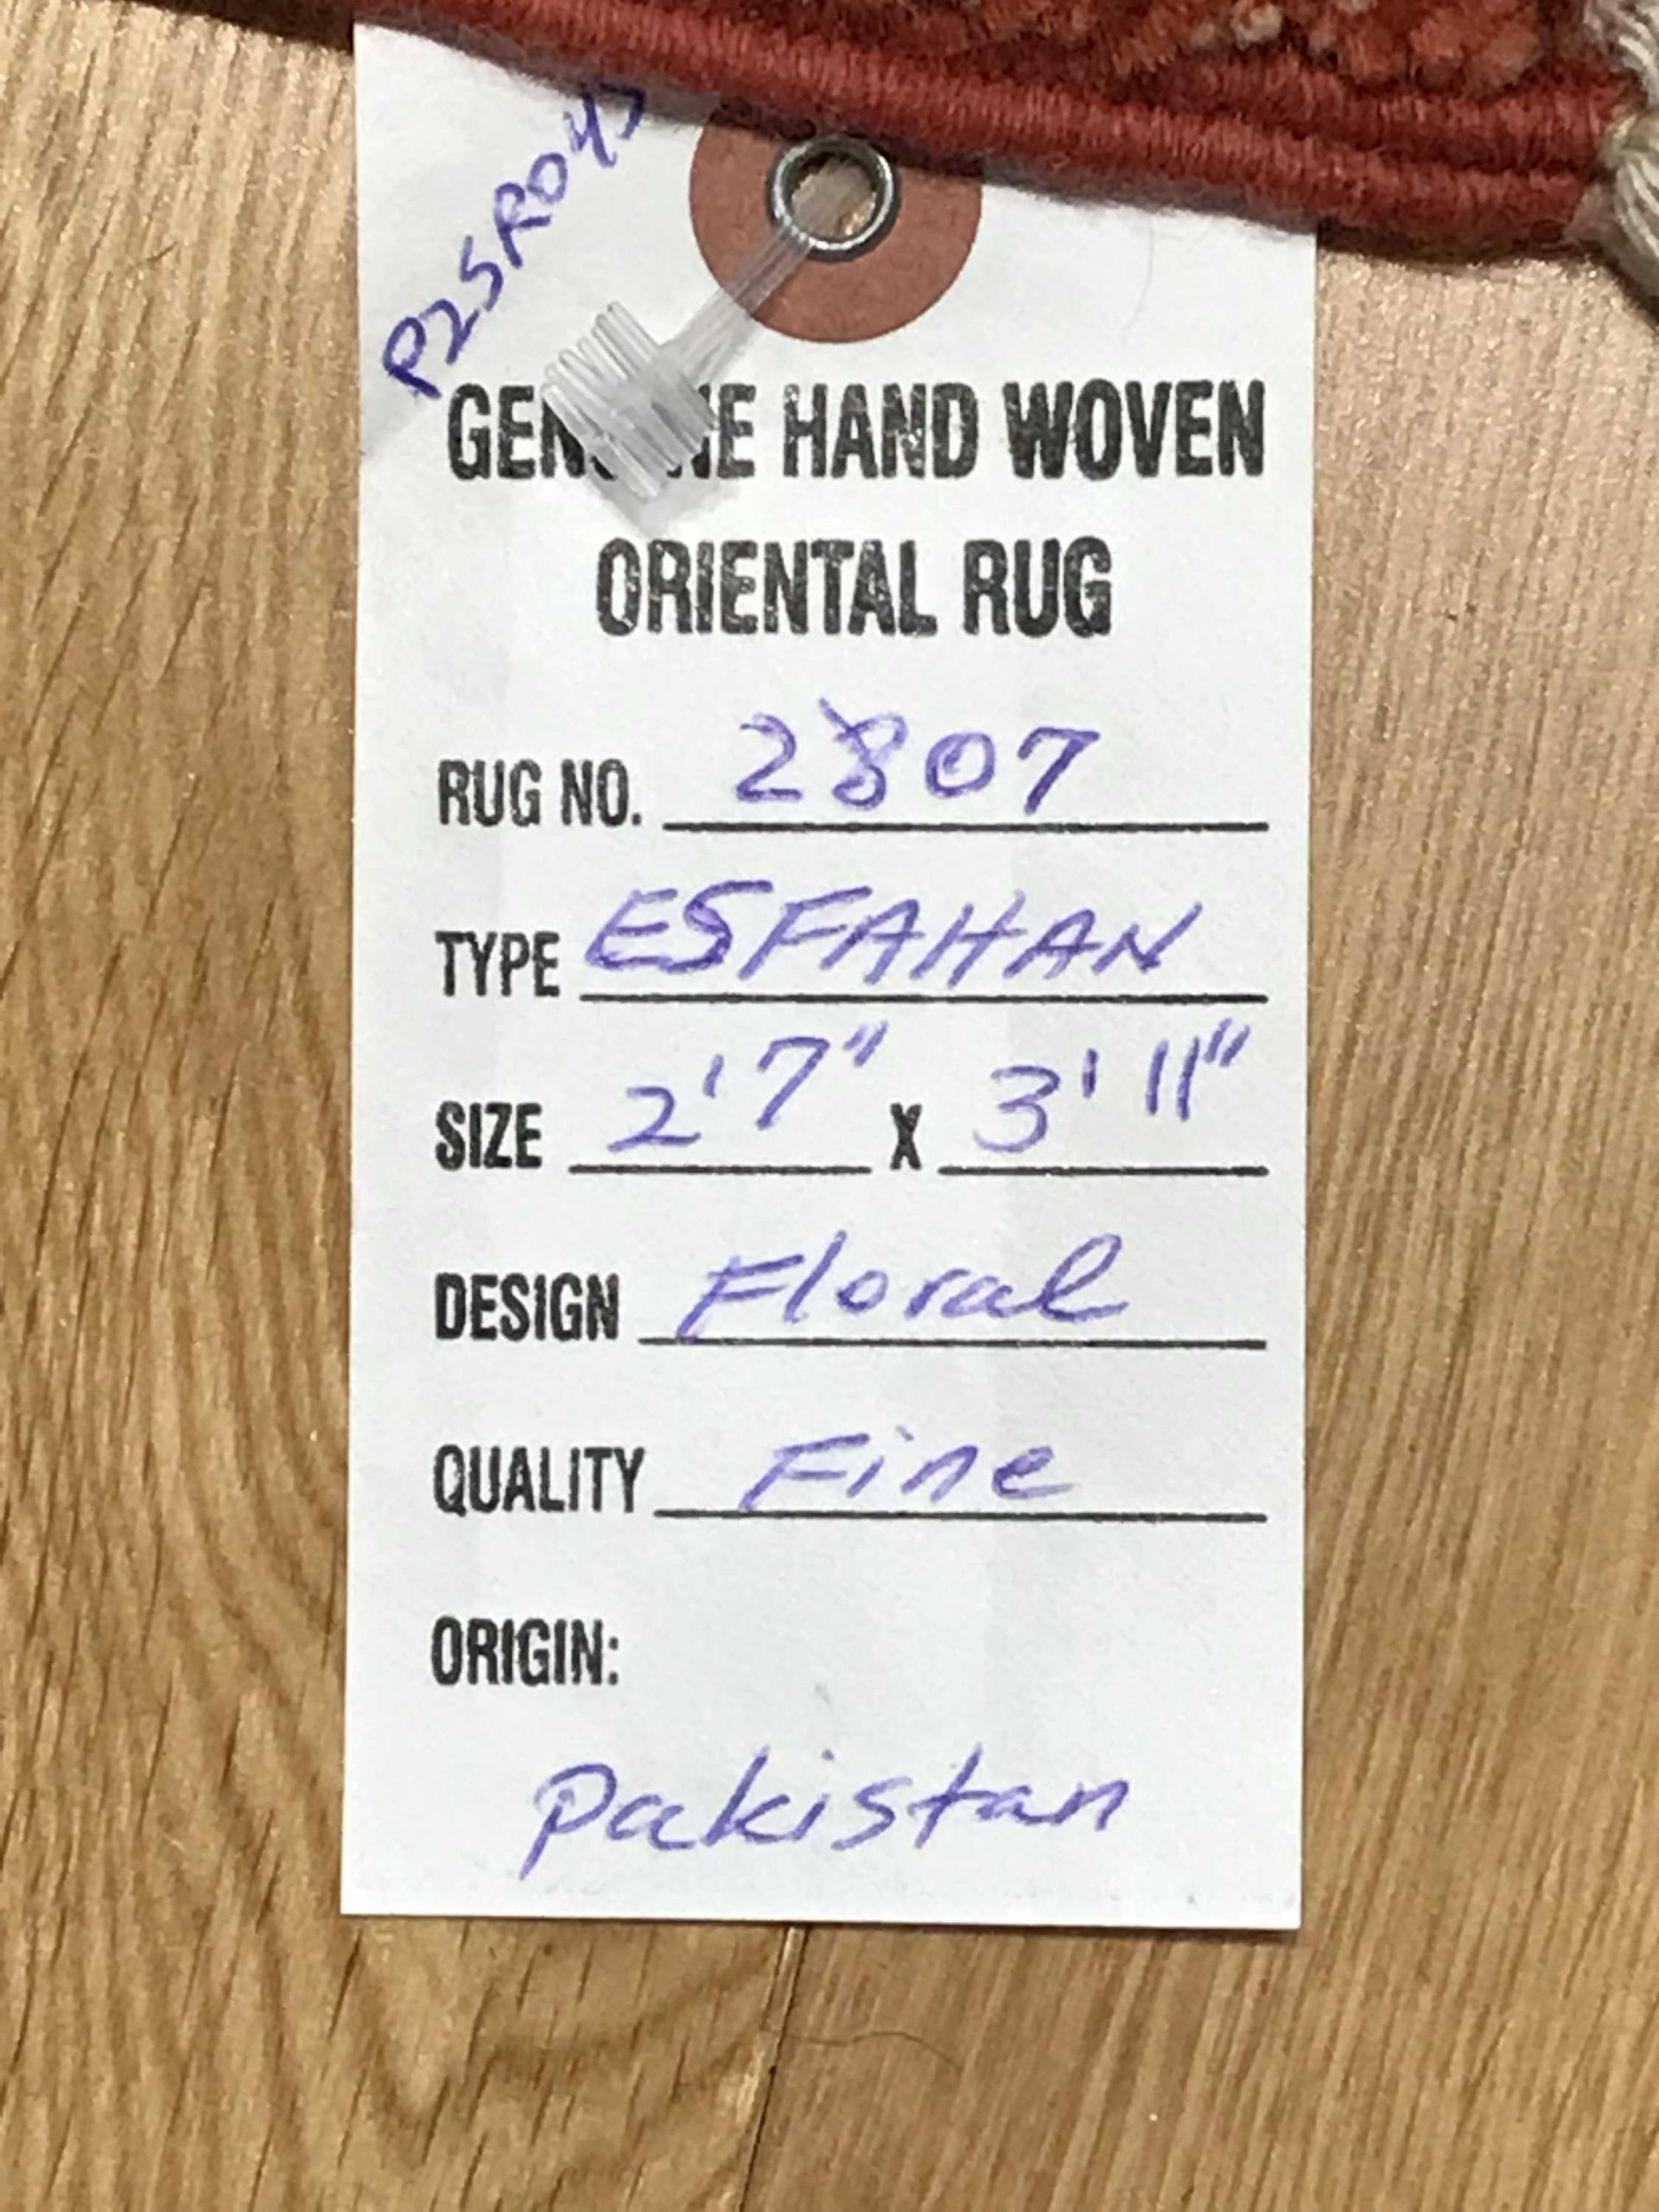 P25R047
GENUINE HAND WOVEN
ORIENTAL RUG
RUG NO. 2807
TYPE ESFAHAN
SIZE 2'7" X 3'11"
DESIGN Floral
QUALITY Fine
ORIGIN:
Pakistan